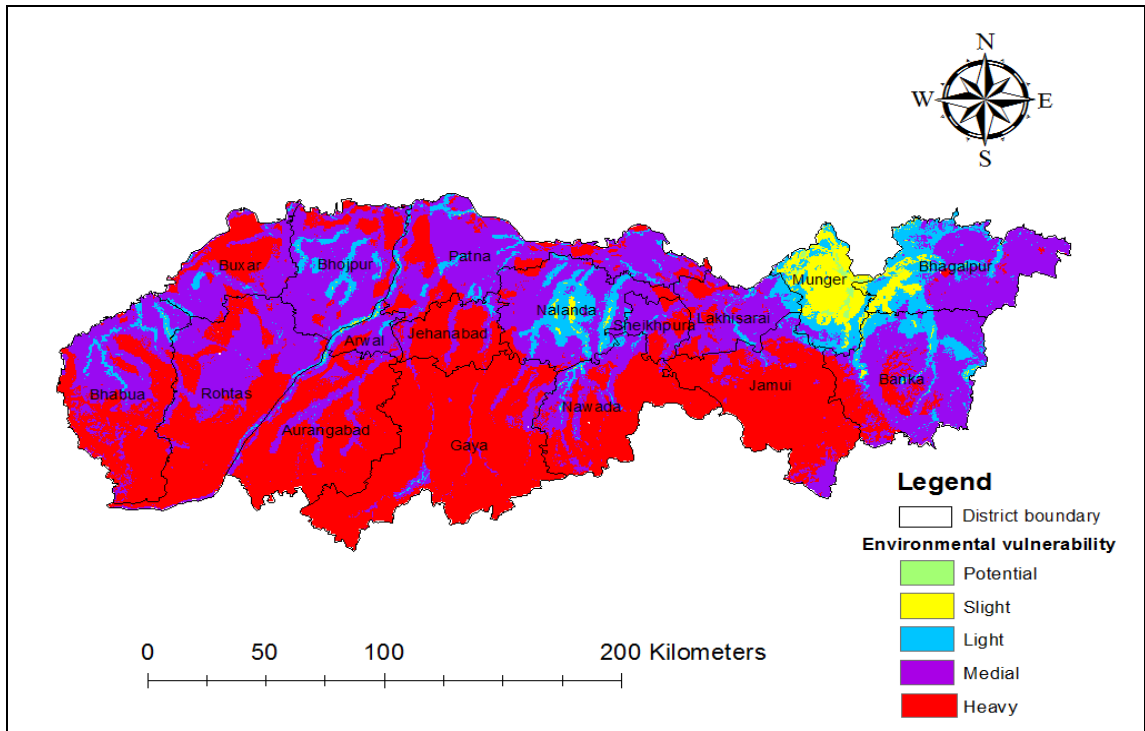 N
W E
S
Buxar
Bhojpur
Patna
Munger
Bhagalpur
Nalanda
Sheikhpura
Lakhisarai
Arwal
Jehanabad
Bhabua
Rohtas
Nawada
Jamui
Banka
Aurangabad
Gaya
Legend
District boundary
Environmental vulnerability
Potential
Slight
Light
Medial
Heavy
0 50 100 200 Kilometers